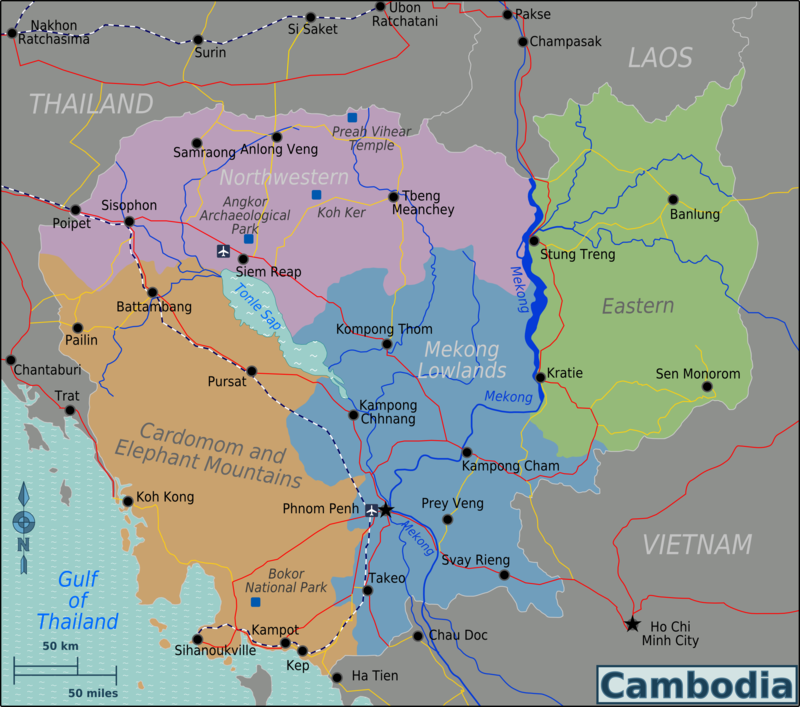 Nakhon
Ratchasima
Surin
Si Saket
Ubon
Ratchatani
Pakse
Champasak
LAOS
THAILAND
Samraong
Anlong Veng
Preah Vihear
Temple
Northwestern
Angkor
Archaeological
Park
Koh Ker
Tbeng
Meanchey
Banlung
Sisophon
Poipet
Siem Reap
Stung Treng
Mekong
Battambang
Tonle Sap
Eastern
Pailin
Kompong Thom
Mekong
Lowlands
Chantaburi
Pursat
Kratie
Sen Monorom
Trat
Kampong
Chhnang
Mekong
Cardomom and
Elephant Mountains
Kampong Cham
Koh Kong
Phnom Penh
Prey Veng
Mekong
VIETNAM
Svay Rieng
N
Gulf
of
Thailand
Bokor
National Park
Takeo
Ho Chi
Minh City
Kampot
Sihanoukville
Kep
Chau Doc
Ha Tien
50 km
50 miles
Cambodia